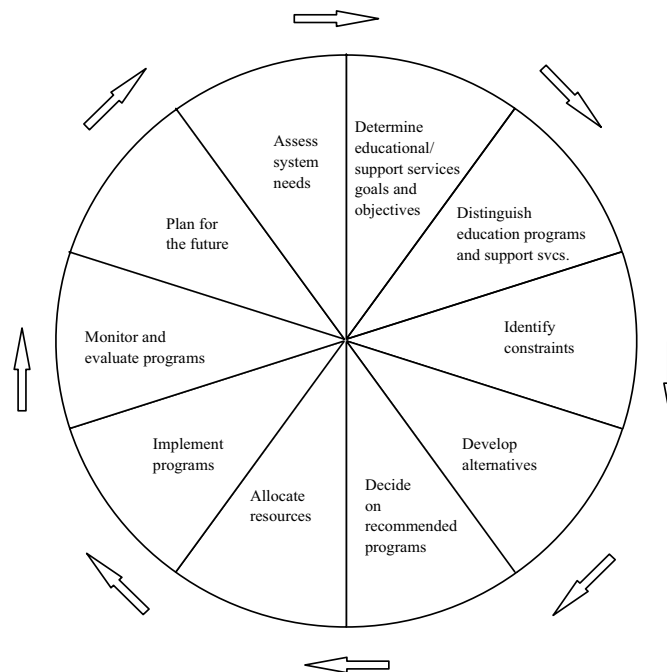 Assess
system
needs
Determine
educational/
support services
goals and
objectives
Distinguish
education programs
and support svcs.
Identify
constraints
Develop
alternatives
Decide
on
recommended
programs
Allocate
resources
Implement
programs
Monitor and
evaluate programs
Plan for
the future